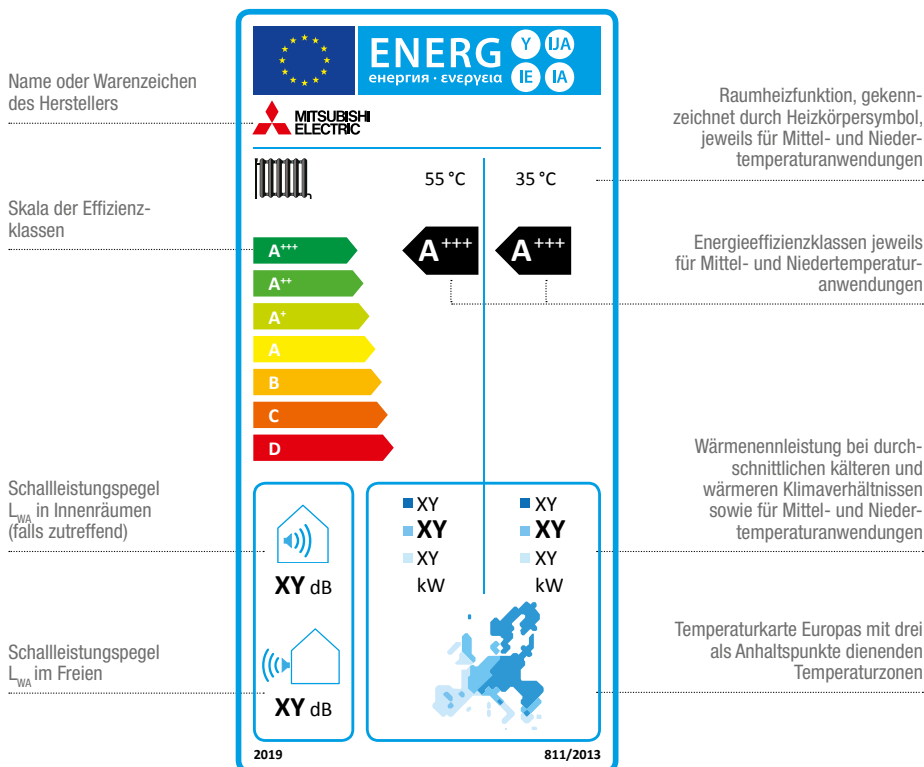 ENERG Y IJA
енергия · ενεργεια IE IA
MITSUBISHI
ELECTRIC
Name oder Warenzeichen
des Herstellers
Raumheizfunktion, gekenn-
zeichnet durch Heizkörpersymbol,
jeweils für Mittel- und Nieder-
temperaturanwendungen
55 °C 35 °C
Skala der Effizienz-
klassen
A+++ A+++ A+++
Energieeffizienzklassen jeweils
für Mittel- und Niedertemperatur-
anwendungen
A++
A+
A
B
C
D
Schallleistungspegel
LWA in Innenräumen
(falls zutreffend)
XY dB
XY XY
XY XY
XY XY
kW kW
Wärmenennleistung bei durch-
schnittlichen kälteren und
wärmeren Klimaverhältnissen
sowie für Mittel- und Nieder-
temperaturanwendungen
Schallleistungspegel
LWA im Freien
XY dB
Temperaturkarte Europas mit drei
als Anhaltspunkte dienenden
Temperaturzonen
2019 811/2013